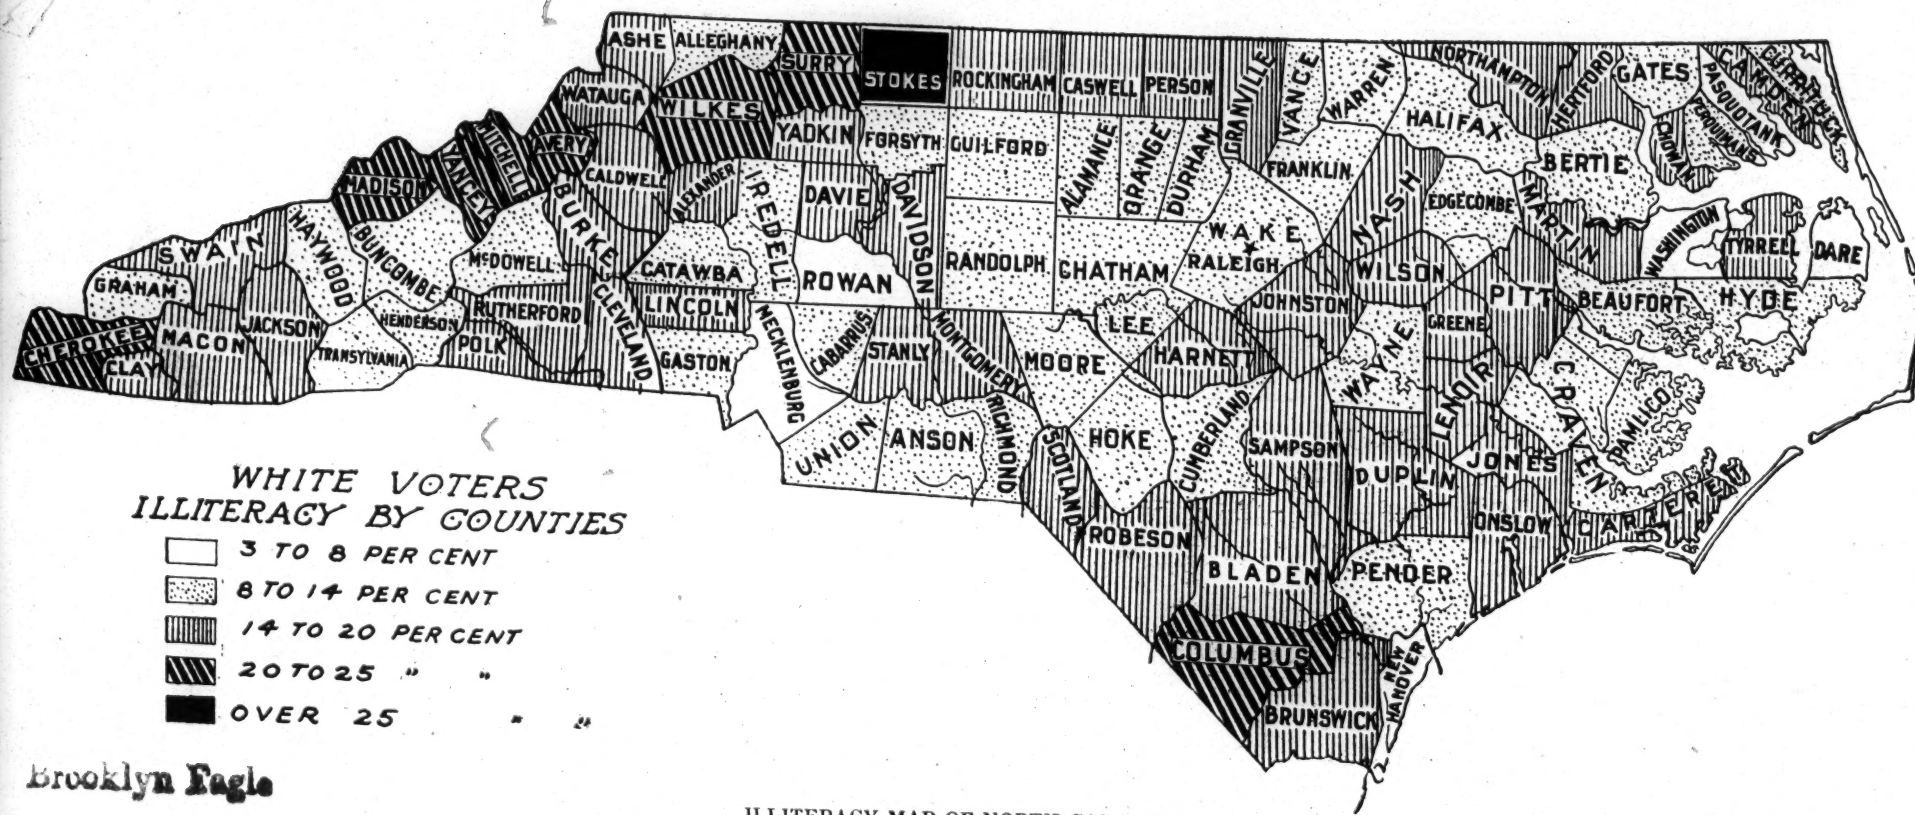 ASHE
ALLEGHANY
SURRY
STOKES
ROCKINGHAM
CASWELL
PERSON
GRANVILLE
VANCE
WARREN
NORTHAMPTON
HERTFORD
GATES
PASQUOTANK
CAMDEN
CURRITUCK
PERQUIMANS
CHOWAN
WATAUGA
WILKES
YADKIN
FORSYTH
GUILFORD
ALAMANCE
ORANGE
DURHAM
FRANKLIN
HALIFAX
BERTIE
MADISON
YANCEY
MITCHELL
AVERY
CALDWELL
ALEXANDER
IREDELL
DAVIE
DAVIDSON
RANDOLPH
CHATHAM
WAKE
RALEIGH
NASH
EDGECOMBE
MARTIN
WASHINGTON
TYRRELL
DARE
SWAIN
HAYWOOD
BUNCOMBE
McDOWELL
BURKE
CATAWBA
ROWAN
GRAHAM
JOHNSTON
WILSON
PITT
BEAUFORT
HYDE
CHEROKEE
CLAY
MACON
JACKSON
TRANSYLVANIA
HENDERSON
POLK
RUTHERFORD
CLEVELAND
LINCOLN
GASTON
MECKLENBURG
CABARRUS
STANLY
MONTGOMERY
MOORE
LEE
HARNETT
WAYNE
GREENE
LENOIR
CRAVEN
PAMLICO
UNION
ANSON
RICHMOND
SCOTLAND
HOKE
CUMBERLAND
SAMPSON
DUPLIN
JONES
ONSLOW
CARTERET
ROBESON
BLADEN
PENDER
COLUMBUS
BRUNSWICK
NEW HANOVER
WHITE VOTERS
ILLITERACY BY COUNTIES
3 TO 8 PER CENT
8 TO 14 PER CENT
14 TO 20 PER CENT
20 TO 25 " "
OVER 25 " "
Brooklyn Eagle
ILLITERACY MAP OF NORTH